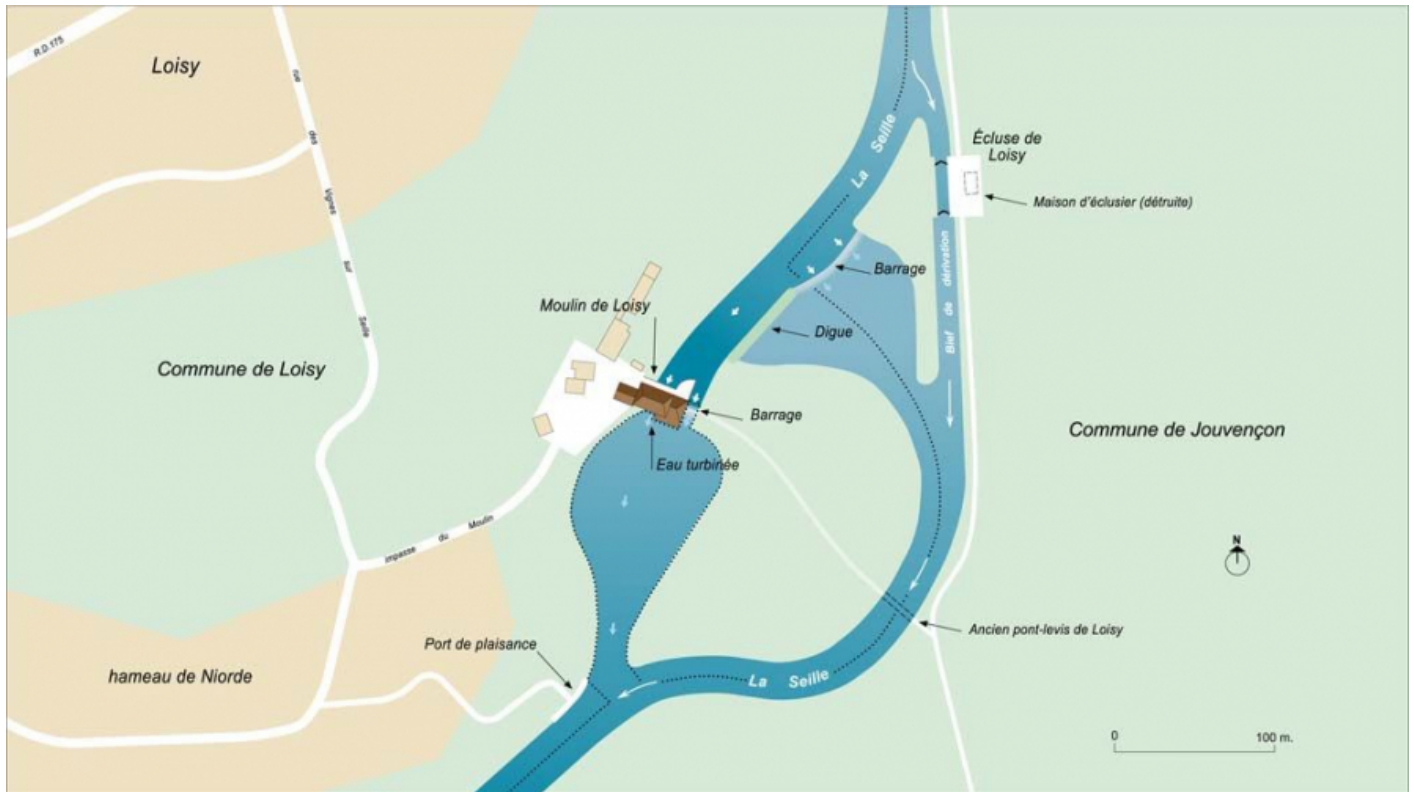 R.D.175
Loisy
rue des Vignes sur Seille
La Seille
Écluse de
Loisy
Maison d'éclusier (détruite)
Barrage
Bief de dérivation
Moulin de Loisy
Digue
Commune de Loisy
Barrage
Commune de Jouvençon
Eau turbinée
impasse du Moulin
N
Ancien pont-levis de Loisy
Port de plaisance
hameau de Niorde
La Seille
0 100 m.